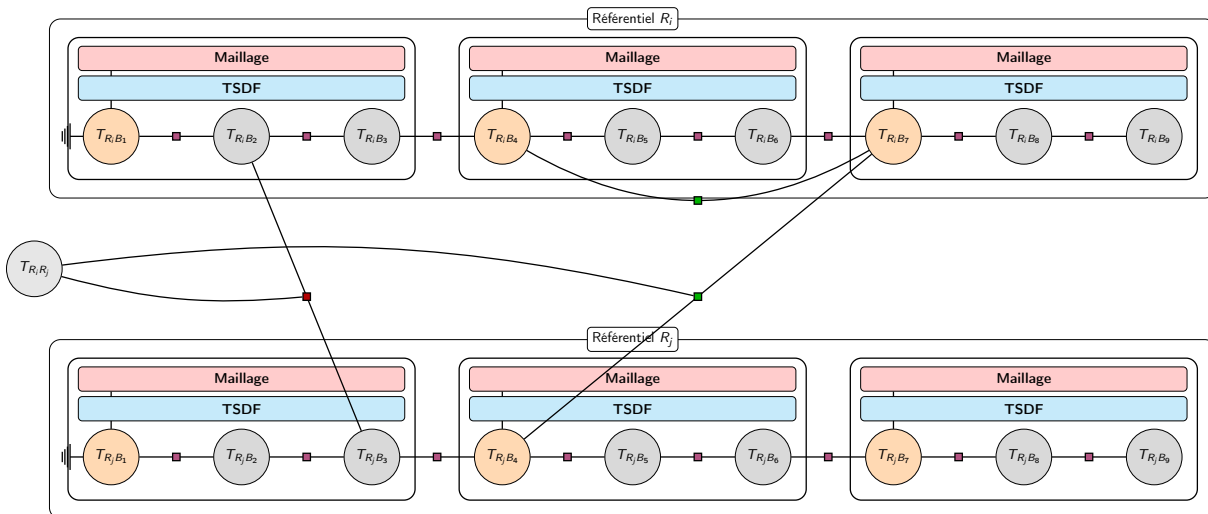 Référentiel R_i
Maillage Maillage Maillage
TSDF TSDF TSDF
T_{R_iB_1} T_{R_iB_2} T_{R_iB_3} T_{R_iB_4} T_{R_iB_5} T_{R_iB_6} T_{R_iB_7} T_{R_iB_8} T_{R_iB_9}
T_{R_iR_j}
Référentiel R_j
Maillage Maillage Maillage
TSDF TSDF TSDF
T_{R_jB_1} T_{R_jB_2} T_{R_jB_3} T_{R_jB_4} T_{R_jB_5} T_{R_jB_6} T_{R_jB_7} T_{R_jB_8} T_{R_jB_9}